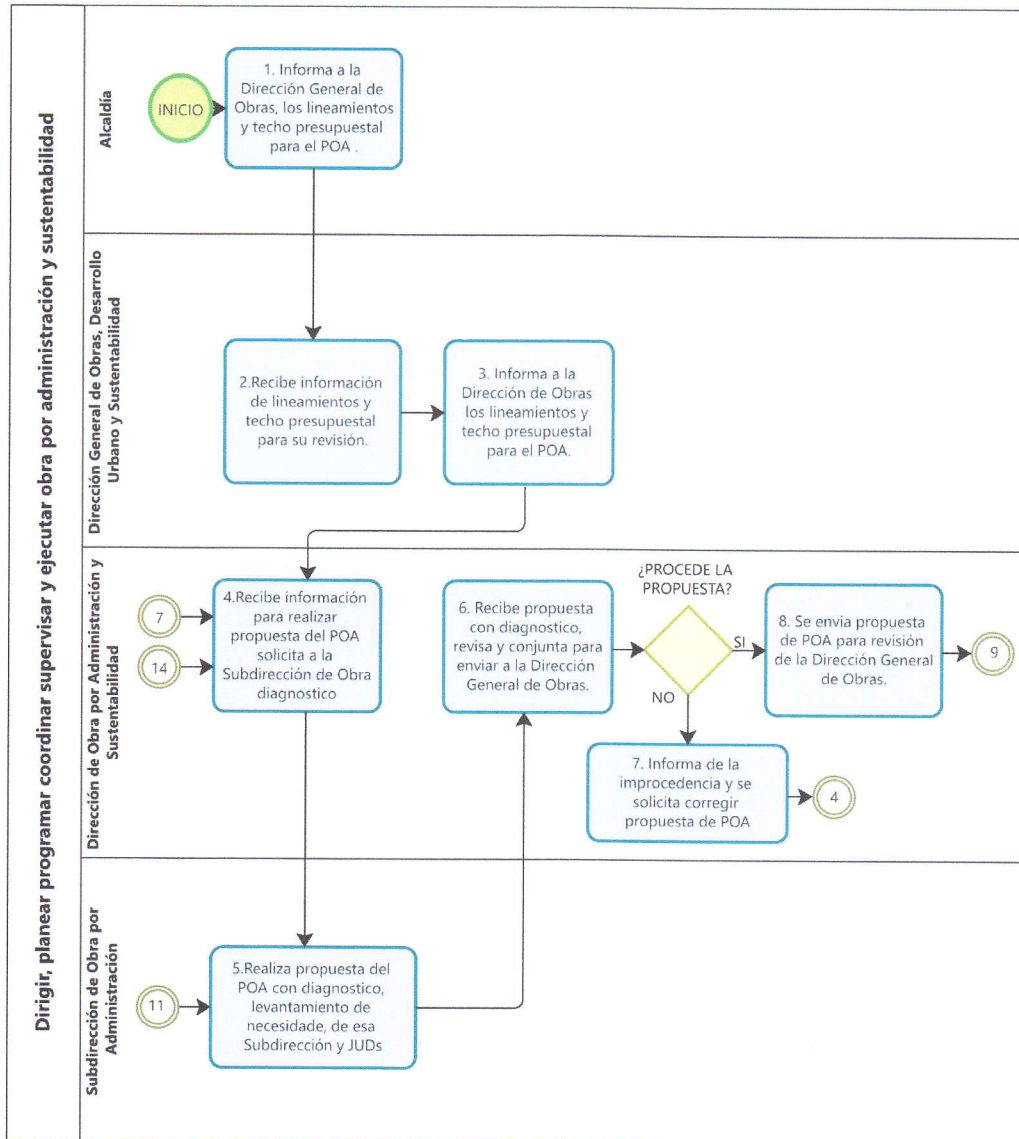 Dirigir, planear programar coordinar supervisar y ejecutar obra por administración y sustentabilidad
Alcaldía
INICIO
1. Informa a la
Dirección General de
Obras, los lineamientos
y techo presupuestal
para el POA .
Dirección General de Obras, Desarrollo
Urbano y Sustentabilidad
2.Recibe información
de lineamientos y
techo presupuestal
para su revisión.
3. Informa a la
Dirección de Obras
los lineamientos y
techo presupuestal
para el POA.
Dirección de Obra por Administración y
Sustentabilidad
7
14
4.Recibe información
para realizar
propuesta del POA
solicita a la
Subdirección de Obra
diagnostico
6. Recibe propuesta
con diagnostico,
revisa y conjunta para
enviar a la Dirección
General de Obras.
¿PROCEDE LA
PROPUESTA?
SI
NO
8. Se envia propuesta
de POA para revisión
de la Dirección General
de Obras.
9
7. Informa de la
improcedencia y se
solicita corregir
propuesta de POA
4
Subdirección de Obra por
Administración
11
5.Realiza propuesta del
POA con diagnostico,
levantamiento de
necesidade, de esa
Subdirección y JUDs